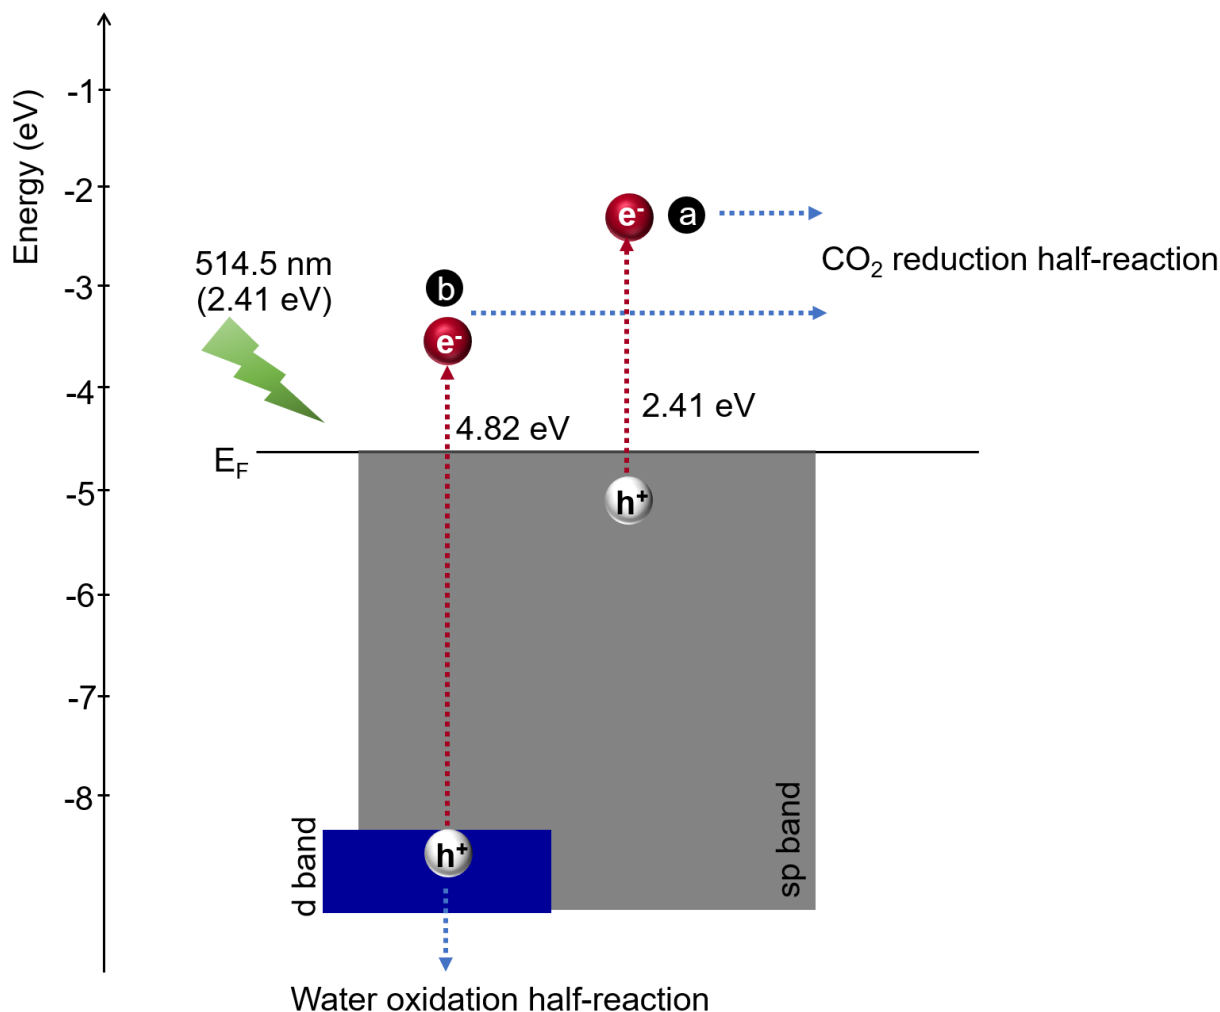 Energy (eV)
-1
-2
-3
-4
-5
-6
-7
-8
514.5 nm
(2.41 eV)
e-
a
CO2 reduction half-reaction
b
e-
4.82 eV
2.41 eV
EF
h+
h+
d band
sp band
Water oxidation half-reaction